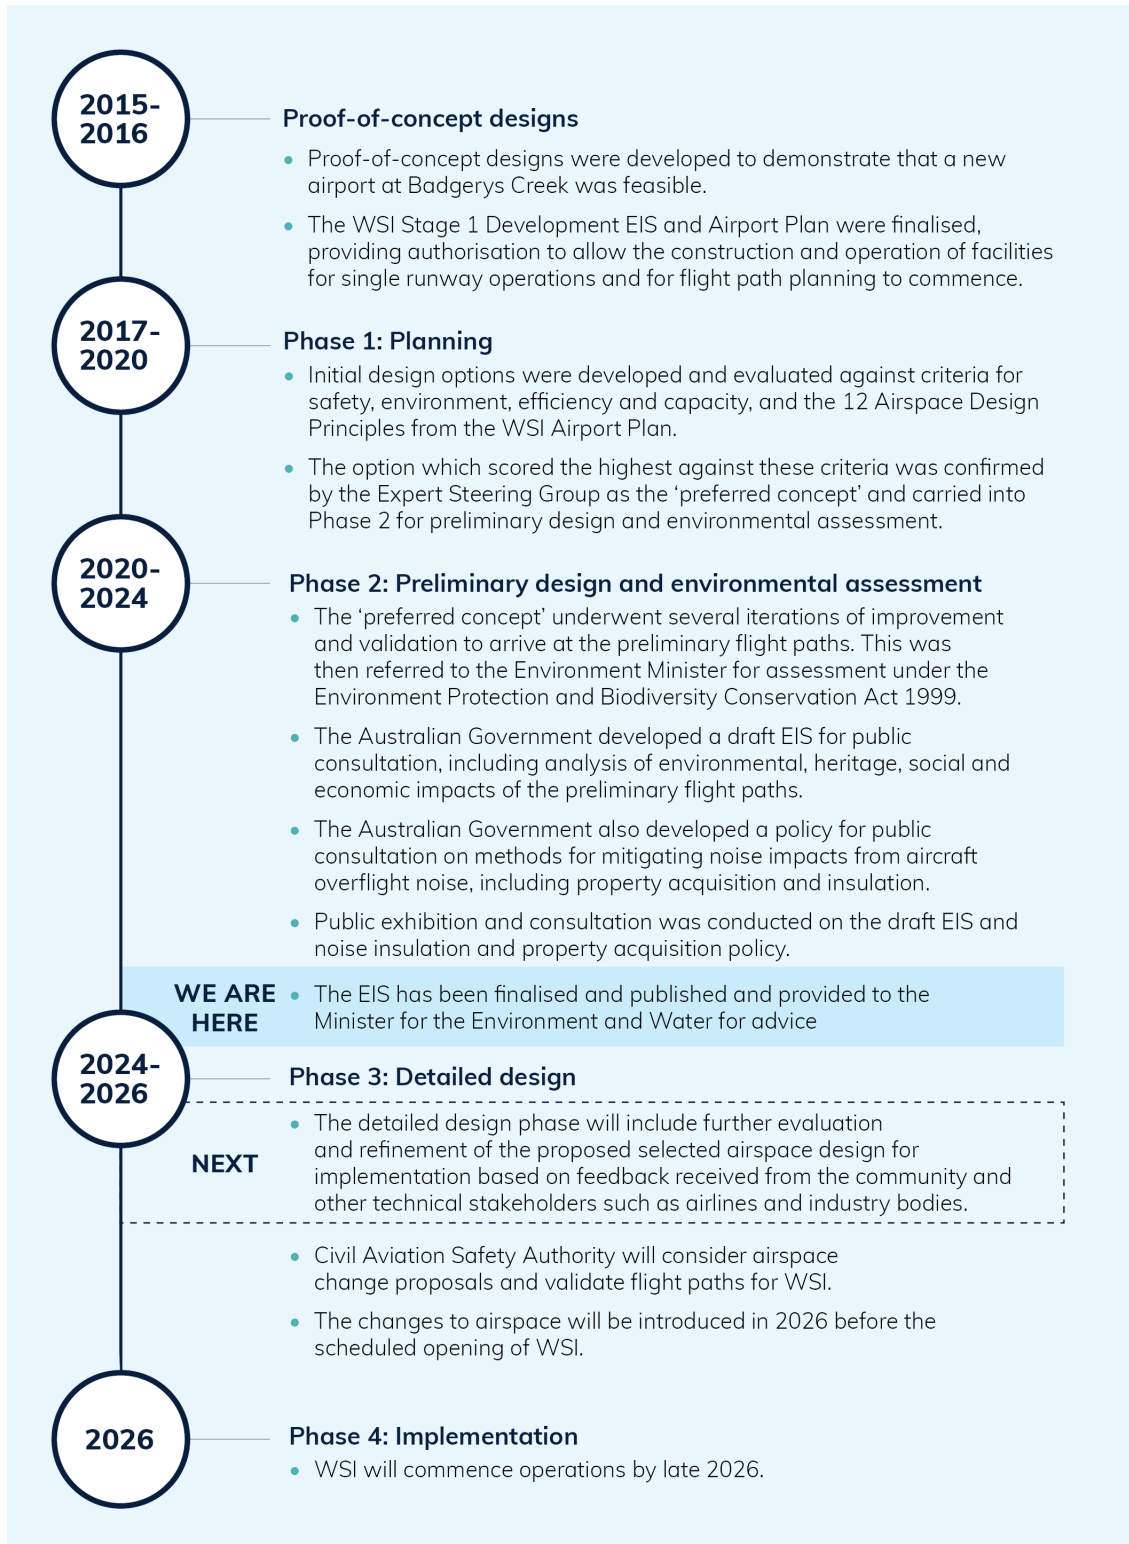 2015-
2016
Proof-of-concept designs
• Proof-of-concept designs were developed to demonstrate that a new
airport at Badgerys Creek was feasible.
• The WSI Stage 1 Development EIS and Airport Plan were finalised,
providing authorisation to allow the construction and operation of facilities
for single runway operations and for flight path planning to commence.
2017-
2020
Phase 1: Planning
• Initial design options were developed and evaluated against criteria for
safety, environment, efficiency and capacity, and the 12 Airspace Design
Principles from the WSI Airport Plan.
• The option which scored the highest against these criteria was confirmed
by the Expert Steering Group as the ‘preferred concept’ and carried into
Phase 2 for preliminary design and environmental assessment.
2020-
2024
Phase 2: Preliminary design and environmental assessment
• The ‘preferred concept’ underwent several iterations of improvement
and validation to arrive at the preliminary flight paths. This was
then referred to the Environment Minister for assessment under the
Environment Protection and Biodiversity Conservation Act 1999.
• The Australian Government developed a draft EIS for public
consultation, including analysis of environmental, heritage, social and
economic impacts of the preliminary flight paths.
• The Australian Government also developed a policy for public
consultation on methods for mitigating noise impacts from aircraft
overflight noise, including property acquisition and insulation.
• Public exhibition and consultation was conducted on the draft EIS and
noise insulation and property acquisition policy.
WE ARE
HERE
• The EIS has been finalised and published and provided to the
Minister for the Environment and Water for advice
2024-
2026
Phase 3: Detailed design
NEXT
• The detailed design phase will include further evaluation
and refinement of the proposed selected airspace design for
implementation based on feedback received from the community and
other technical stakeholders such as airlines and industry bodies.
• Civil Aviation Safety Authority will consider airspace
change proposals and validate flight paths for WSI.
• The changes to airspace will be introduced in 2026 before the
scheduled opening of WSI.
2026
Phase 4: Implementation
• WSI will commence operations by late 2026.